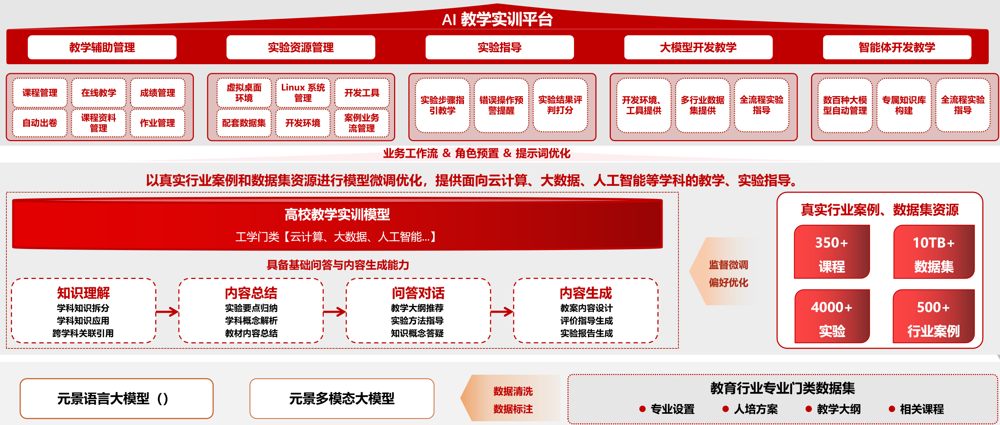 AI 教学实训平台
教学辅助管理
实验资源管理
实验指导
大模型开发教学
智能体开发教学
课程管理
在线教学
成绩管理
自动出卷
课程资料
管理
作业管理
虚拟桌面
环境
Linux 系统
管理
开发工具
配套数据集
开发环境
案例业务
流管理
实验步骤指
引教学
错误操作预
警提醒
实验结果评
判打分
开发环境、
工具提供
多行业数据
集提供
全流程实验
指导
数百种大模
型自动管理
专属知识库
构建
全流程实验
指导
业务工作流 & 角色预置 & 提示词优化
以真实行业案例和数据集资源进行模型微调优化，提供面向云计算、大数据、人工智能等学科的教学、实验指导。
高校教学实训模型
工学门类【云计算、大数据、人工智能...】
具备基础问答与内容生成能力
知识理解
学科知识拆分
学科知识应用
跨学科关联引用
内容总结
实验要点归纳
学科概念解析
教材内容总结
问答对话
教学大纲推荐
实验方法指导
知识概念答疑
内容生成
教案内容设计
评价指导生成
实验报告生成
监督微调
偏好优化
真实行业案例、数据集资源
350+
课程
10TB+
数据集
4000+
实验
500+
行业案例
元景语言大模型（）
元景多模态大模型
数据清洗
数据标注
教育行业专业门类数据集
● 专业设置
● 人培方案
● 教学大纲
● 相关课程